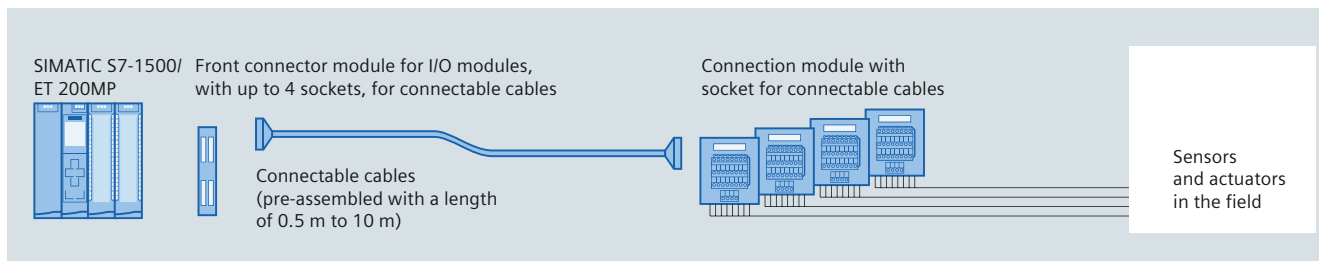 SIMATIC S7-1500/
ET 200MP
Front connector module for I/O modules,
with up to 4 sockets, for connectable cables
Connectable cables
(pre-assembled with a length
of 0.5 m to 10 m)
Connection module with
socket for connectable cables
Sensors
and actuators
in the field